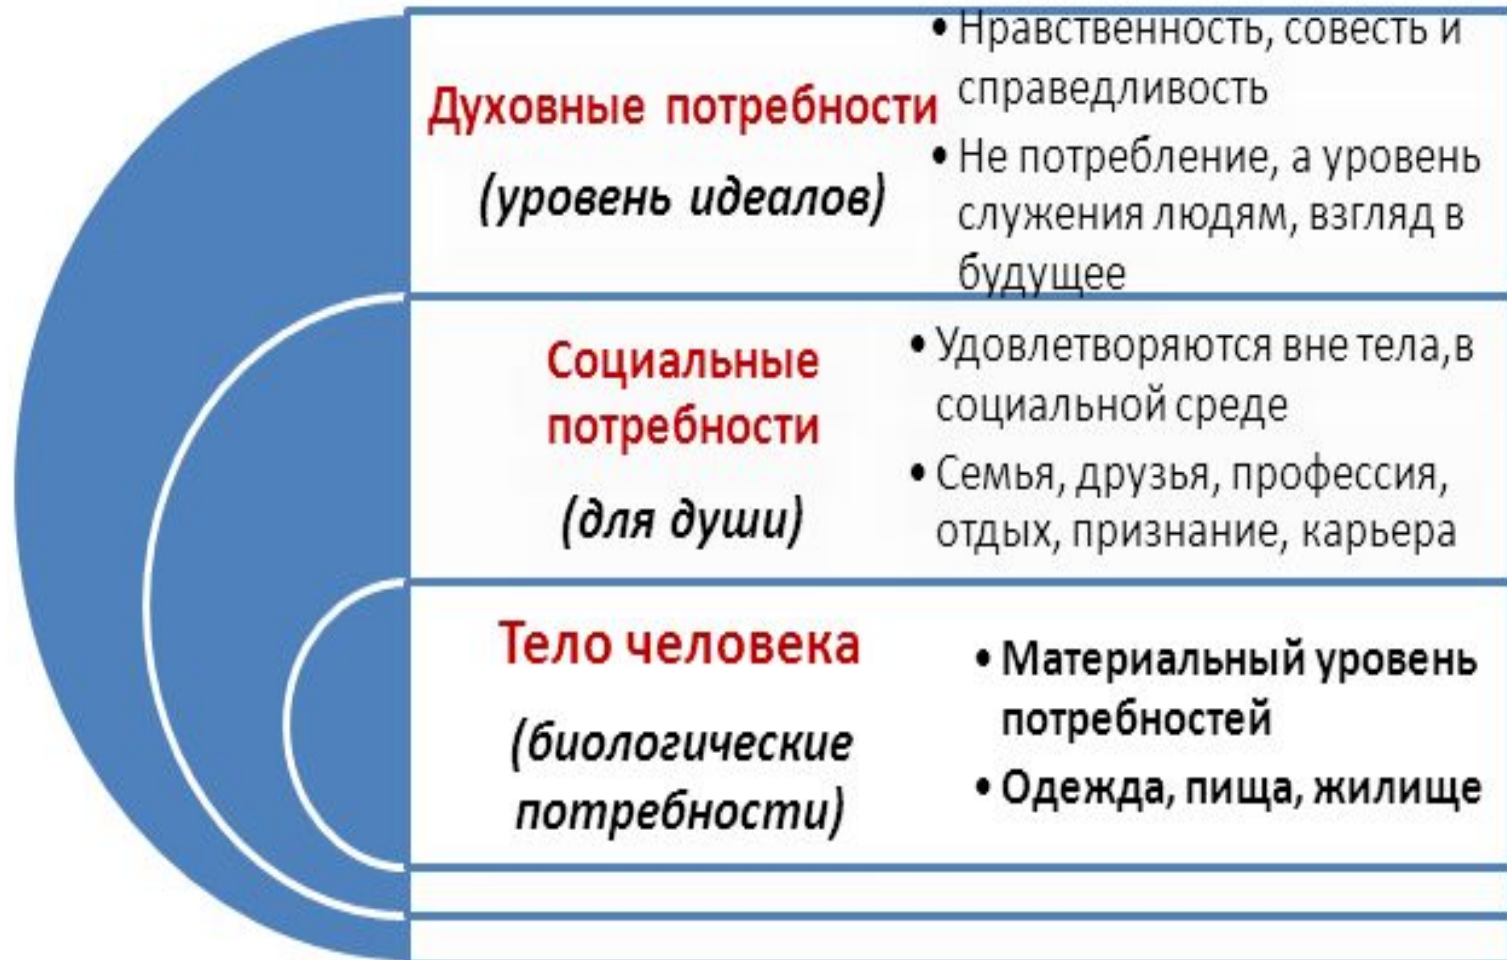 Духовные потребности
(уровень идеалов)
• Нравственность, совесть и
справедливость
• Не потребление, а уровень
служения людям, взгляд в
будущее
Социальные
потребности
(для души)
• Удовлетворяются вне тела,в
социальной среде
• Семья, друзья, профессия,
отдых, признание, карьера
Тело человека
(биологические
потребности)
• Материальный уровень
потребностей
• Одежда, пища, жилище